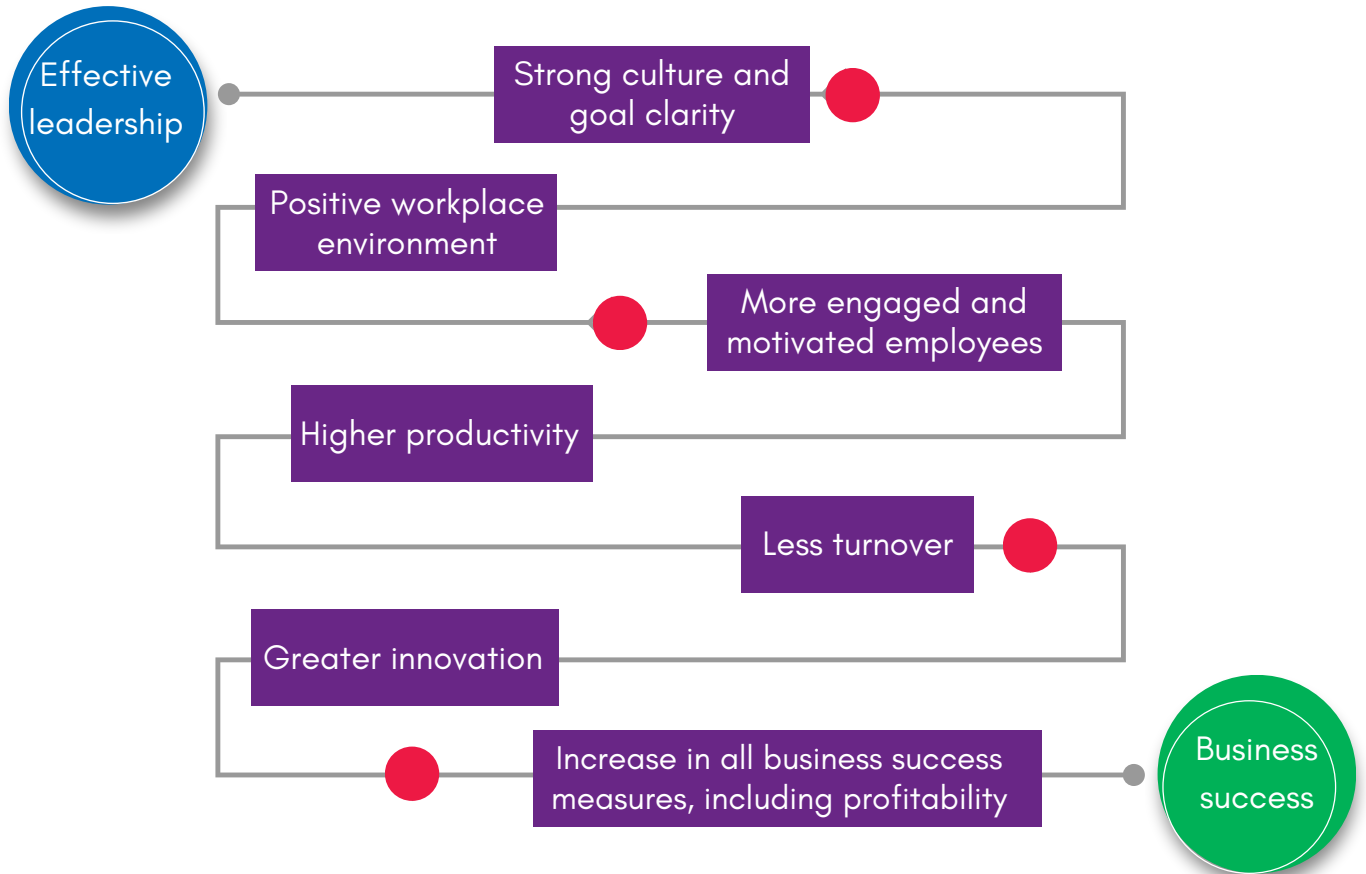 Effective
leadership
Strong culture and
goal clarity
Positive workplace
environment
More engaged and
motivated employees
Higher productivity
Less turnover
Greater innovation
Increase in all business success
measures, including profitability
Business
success